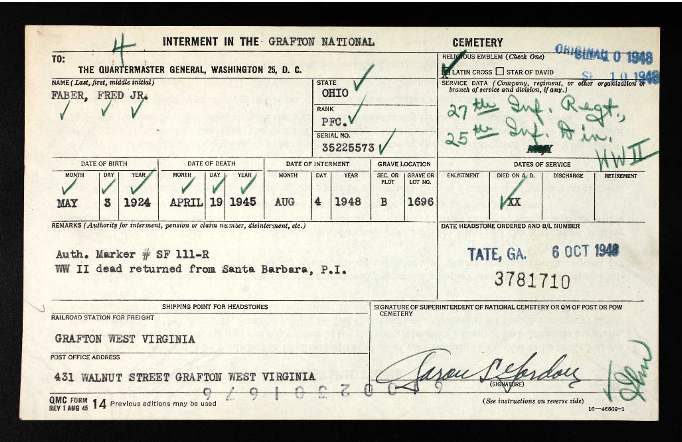 4
INTERMENT IN THE GRAFTON NATIONAL CEMETERY
ORIGINAL
10 1948
TO:
THE QUARTERMASTER GENERAL, WASHINGTON 25, D. C.
RELIGIOUS EMBLEM (Check One)
LATIN CROSS STAR OF DAVID
10 1948
NAME (Last, first, middle initial)
FABER, FRED JR.
STATE
OHIO
RANK
PFC.
SERIAL NO.
35225573
SERVICE DATA (Company, regiment, or other organization or branch of service and division, if any.)
27th Inf. Regt,
25th Inf. Div.
WW II
DATE OF BIRTH DATE OF DEATH DATE OF INTERMENT GRAVE LOCATION DATES OF SERVICE
MONTH DAY YEAR MONTH DAY YEAR MONTH DAY YEAR SEC. OR PLOT GRAVE OR LOT NO. ENLISTMENT DIED ON A. D. DISCHARGE RETIREMENT
MAY 3 1924 APRIL 19 1945 AUG 4 1948 B 1696 XX
REMARKS (Authority for interment, pension or claim number, disinterment, etc.)
Auth. Marker # SF 111-R
WW II dead returned from Santa Barbara, P.I.
DATE HEADSTONE ORDERED AND B/L NUMBER
TATE, GA. 6 OCT 1948
3781710
SHIPPING POINT FOR HEADSTONES
RAILROAD STATION FOR FREIGHT
GRAFTON WEST VIRGINIA
POST OFFICE ADDRESS
431 WALNUT STREET GRAFTON WEST VIRGINIA
SIGNATURE OF SUPERINTENDENT OF NATIONAL CEMETERY OR QM OF POST OR POW CEMETERY
(SIGNATURE)
QMC FORM
REV 1 AUG 45 14 Previous editions may be used
(See instructions on reverse side)